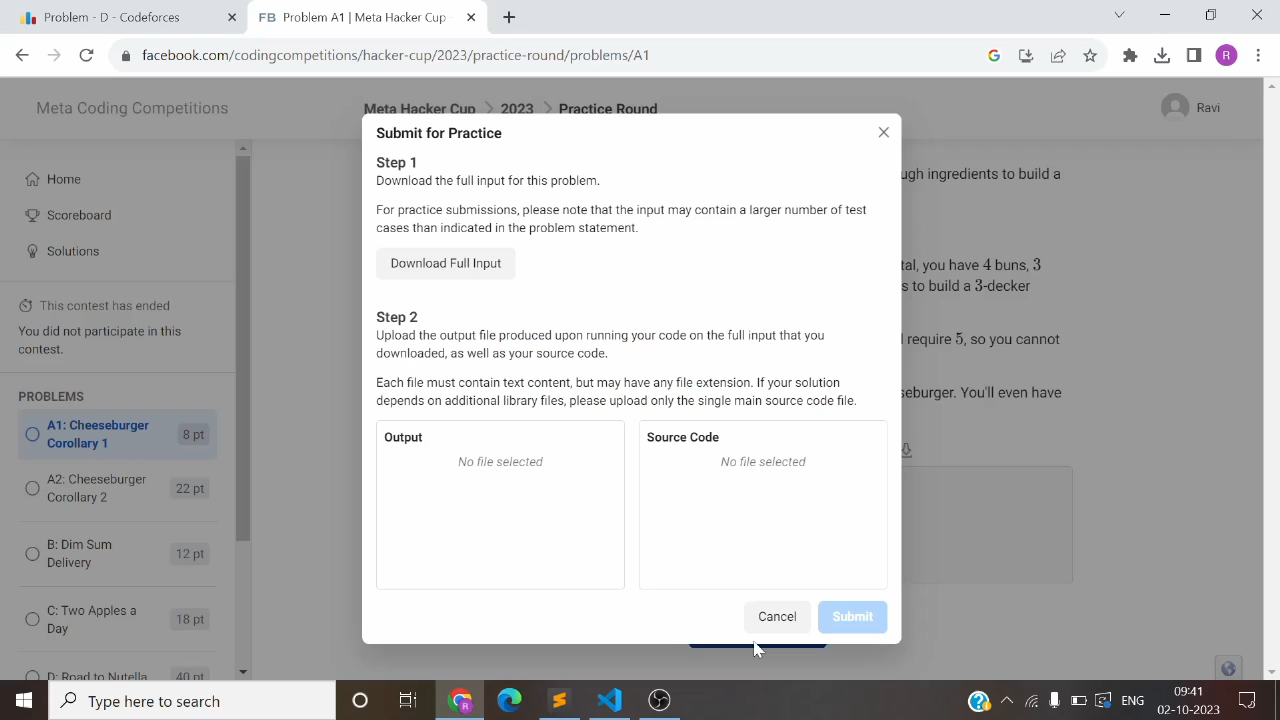 Problem - D - Codeforces
FB Problem A1 | Meta Hacker Cup
facebook.com/codingcompetitions/hacker-cup/2023/practice-round/problems/A1
R
Meta Coding Competitions
Meta Hacker Cup > 2023 > Practice Round
Ravi
Home
Scoreboard
Solutions
This contest has ended
You did not participate in this
contest.
PROBLEMS
A1: Cheeseburger
Corollary 1
8 pt
A2: Cheeseburger
Corollary 2
22 pt
B: Dim Sum
Delivery
12 pt
C: Two Apples a
Day
18 pt
D: Road to Nutella
40 pt
Submit for Practice
Step 1
Download the full input for this problem.
For practice submissions, please note that the input may contain a larger number of test
cases than indicated in the problem statement.
Download Full Input
Step 2
Upload the output file produced upon running your code on the full input that you
downloaded, as well as your source code.
Each file must contain text content, but may have any file extension. If your solution
depends on additional library files, please upload only the single main source code file.
Output
No file selected
Source Code
No file selected
Cancel
Submit
ugh ingredients to build a
tal, you have 4 buns, 3
s to build a 3-decker
l require 5, so you cannot
seburger. You'll even have
Type here to search
R
ENG
09:41
02-10-2023